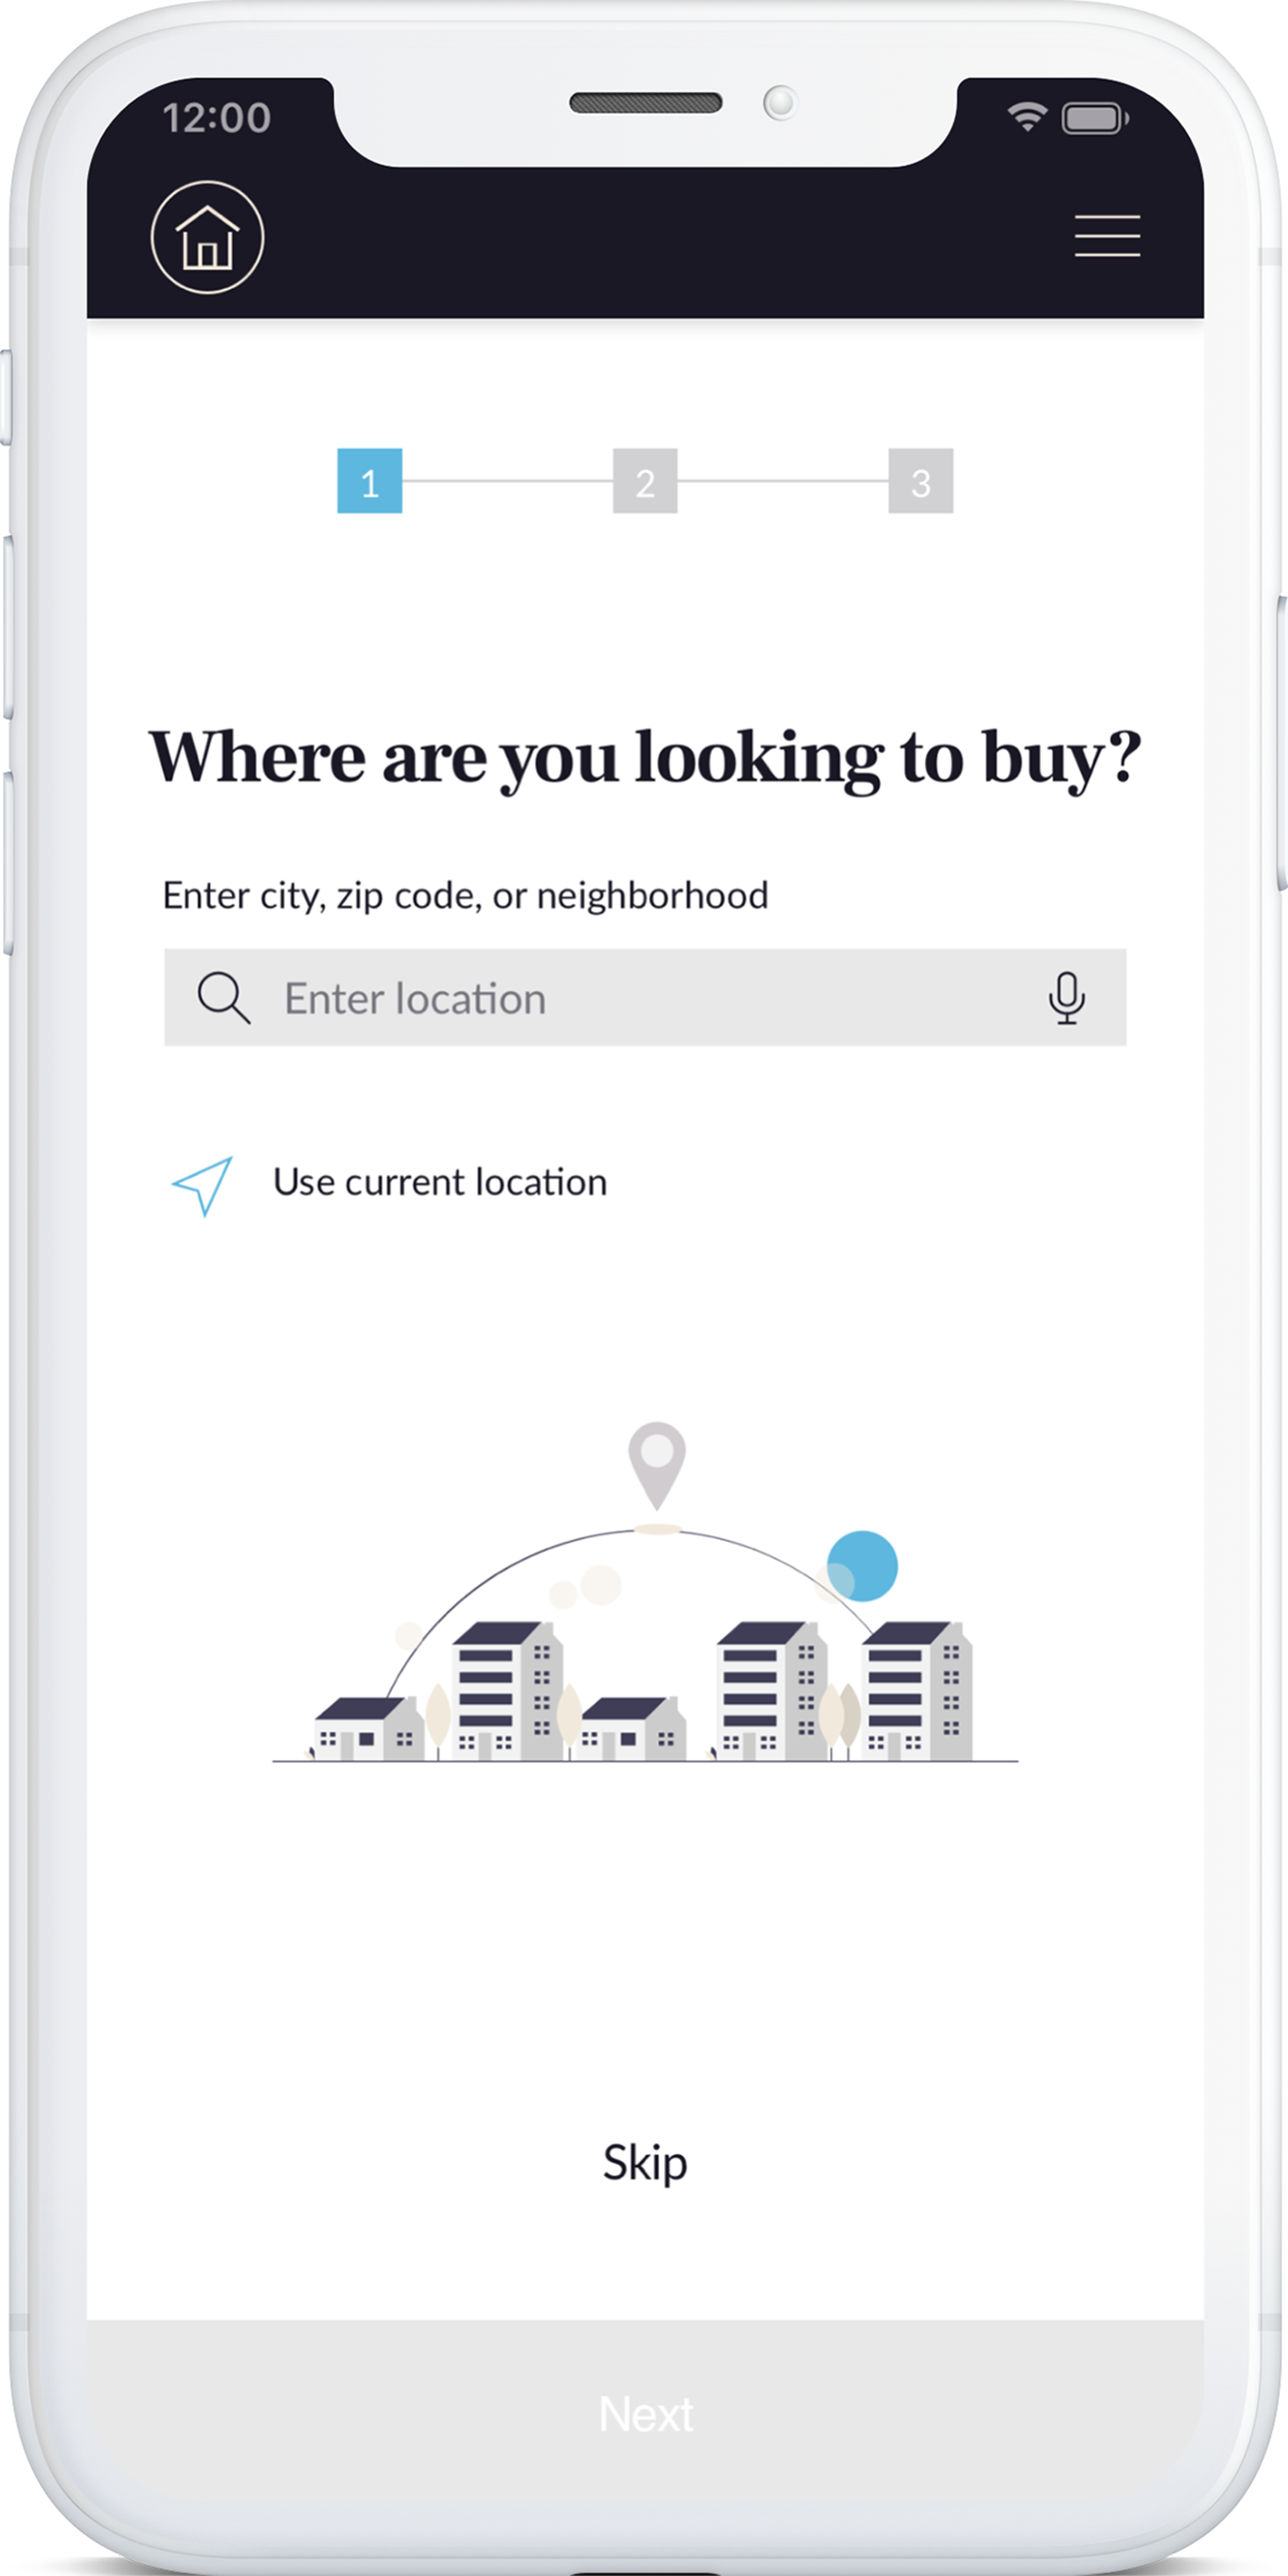 12:00
1 2 3
Where are you looking to buy?
Enter city, zip code, or neighborhood
Enter location
Use current location
Skip
Next